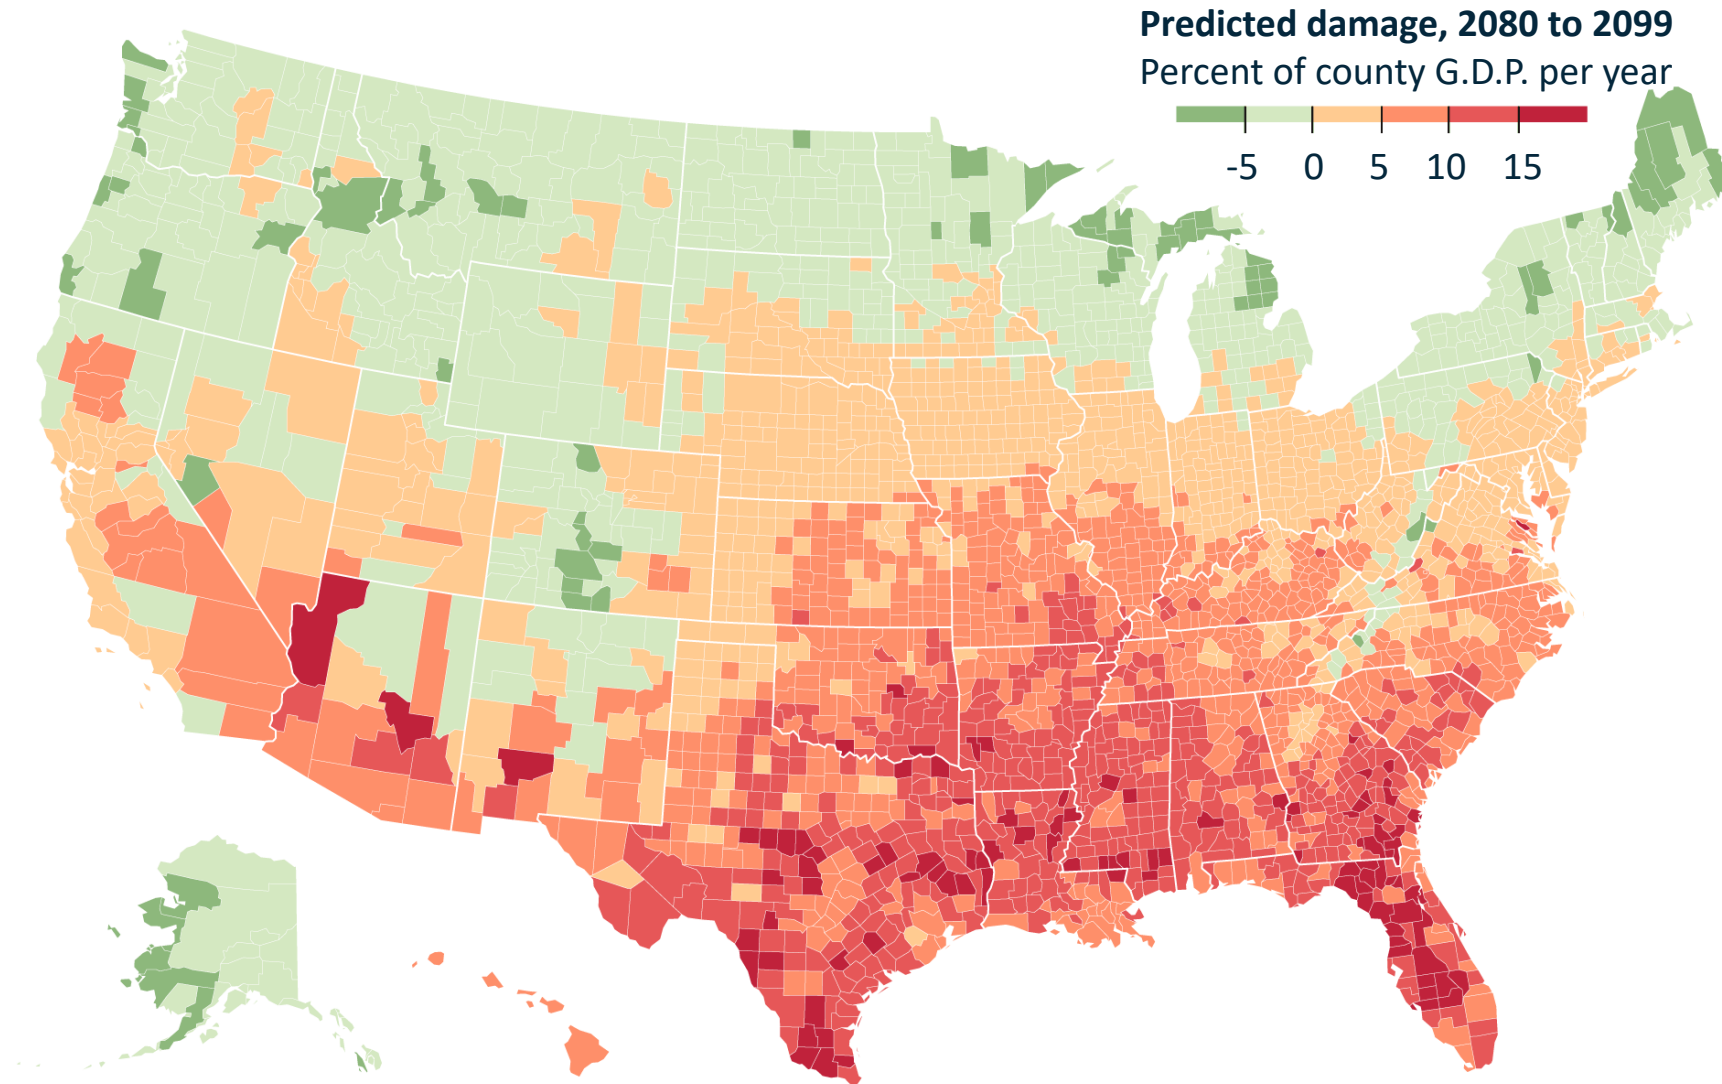 Predicted damage, 2080 to 2099
Percent of county G.D.P. per year
-5 0 5 10 15